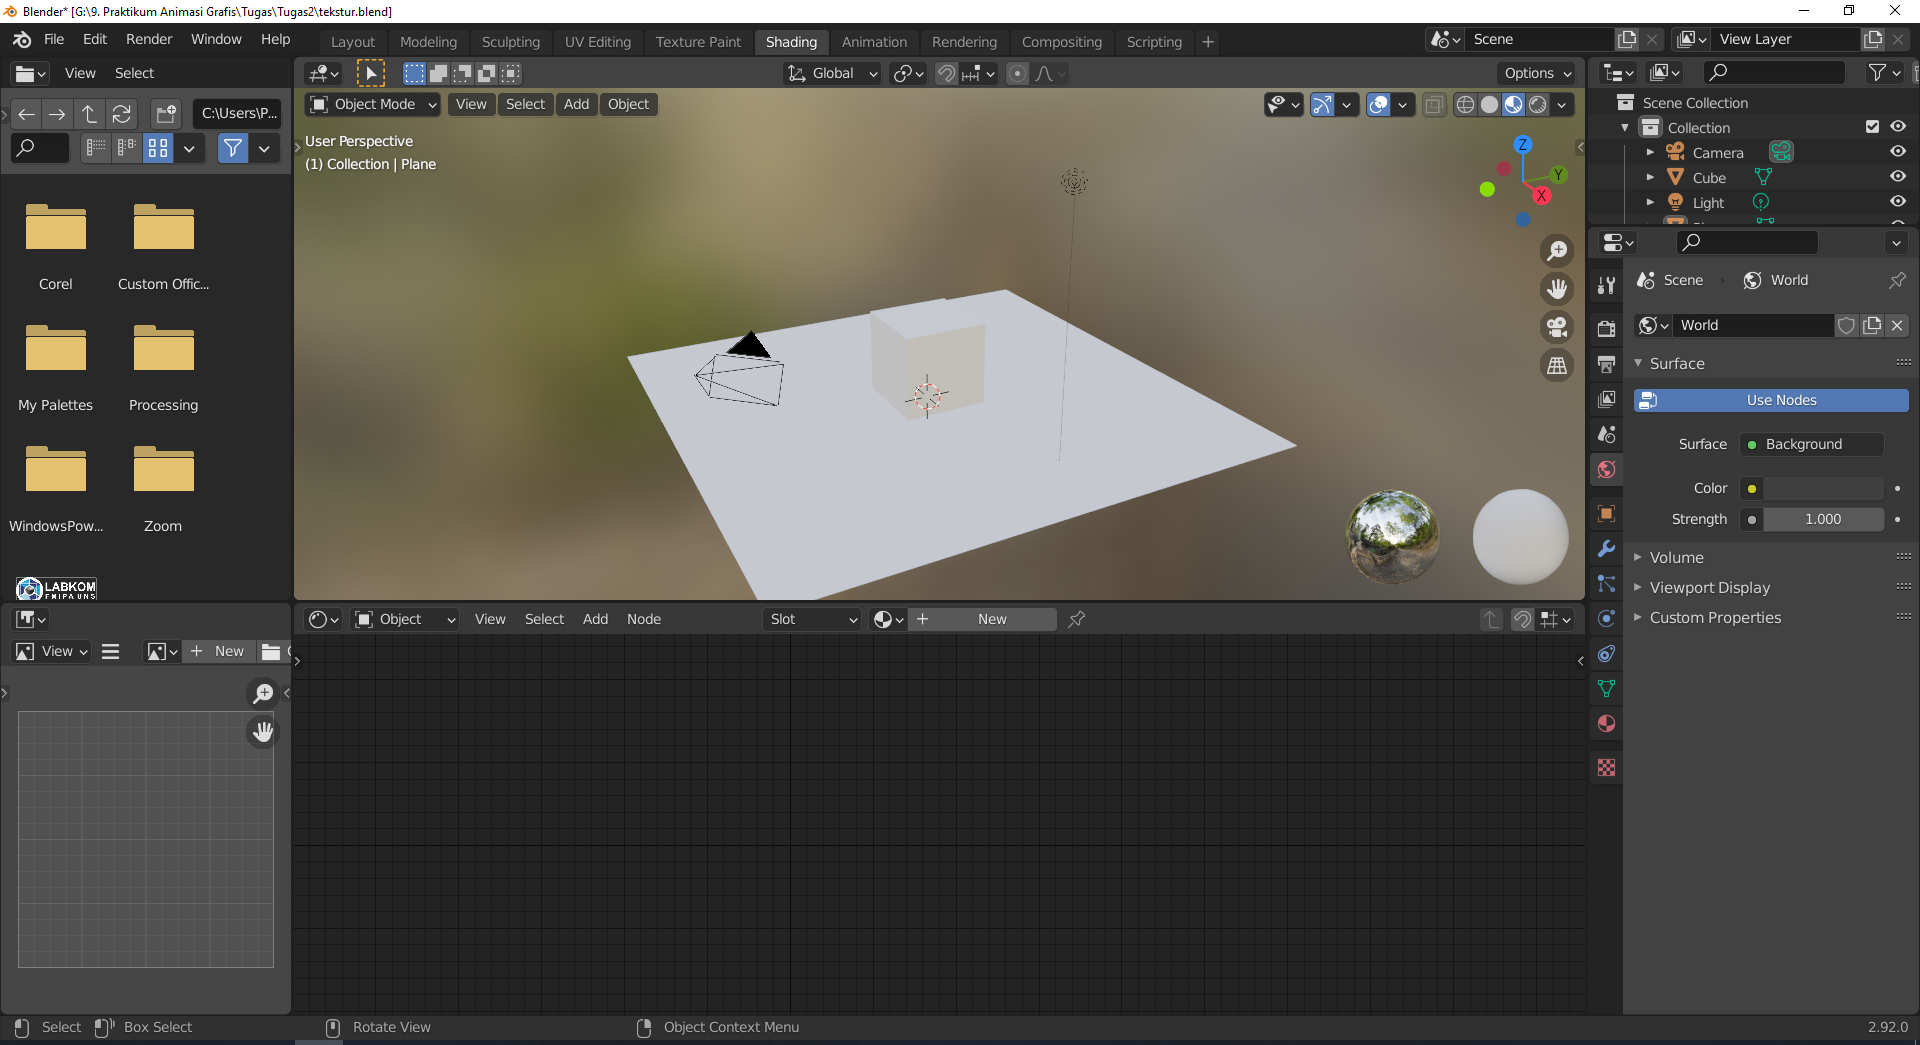 Blender* [G:\9. Praktikum Animasi Grafis\Tugas\Tugas2\tekstur.blend]
File Edit Render Window Help
Layout Modeling Sculpting UV Editing Texture Paint Shading Animation Rendering Compositing Scripting
Scene
View Layer
View Select
Global
Options
C:\Users\P...
Object Mode View Select Add Object
User Perspective
(1) Collection | Plane
Z
Y
X
Corel
Custom Offic...
My Palettes
Processing
WindowsPow...
Zoom
LABKOM
FMIPA UNS
Scene Collection
Collection
Camera
Cube
Light
Scene World
World
Surface
Use Nodes
Surface Background
Color
Strength 1.000
Volume
Viewport Display
Custom Properties
View New
Object View Select Add Node
Slot
New
Select Box Select Rotate View Object Context Menu
2.92.0